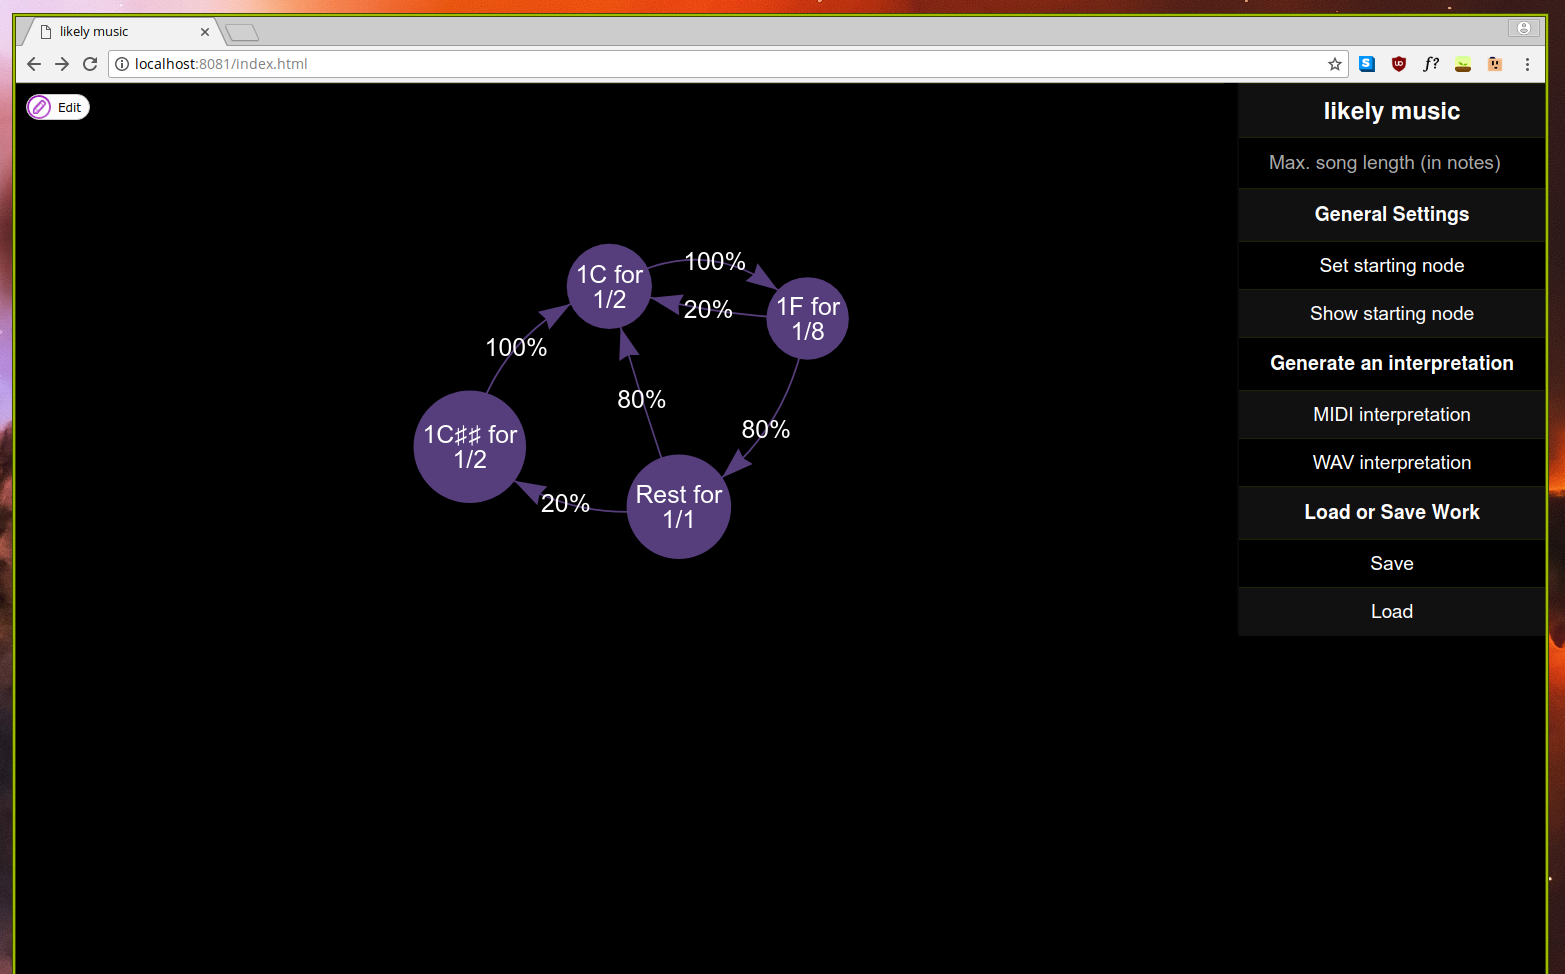 likely music
localhost:8081/index.html
f?
Edit
1C for
1/2
100%
1F for
1/8
20%
100%
80%
80%
1C♯♯ for
1/2
20%
Rest for
1/1
likely music
Max. song length (in notes)
General Settings
Set starting node
Show starting node
Generate an interpretation
MIDI interpretation
WAV interpretation
Load or Save Work
Save
Load